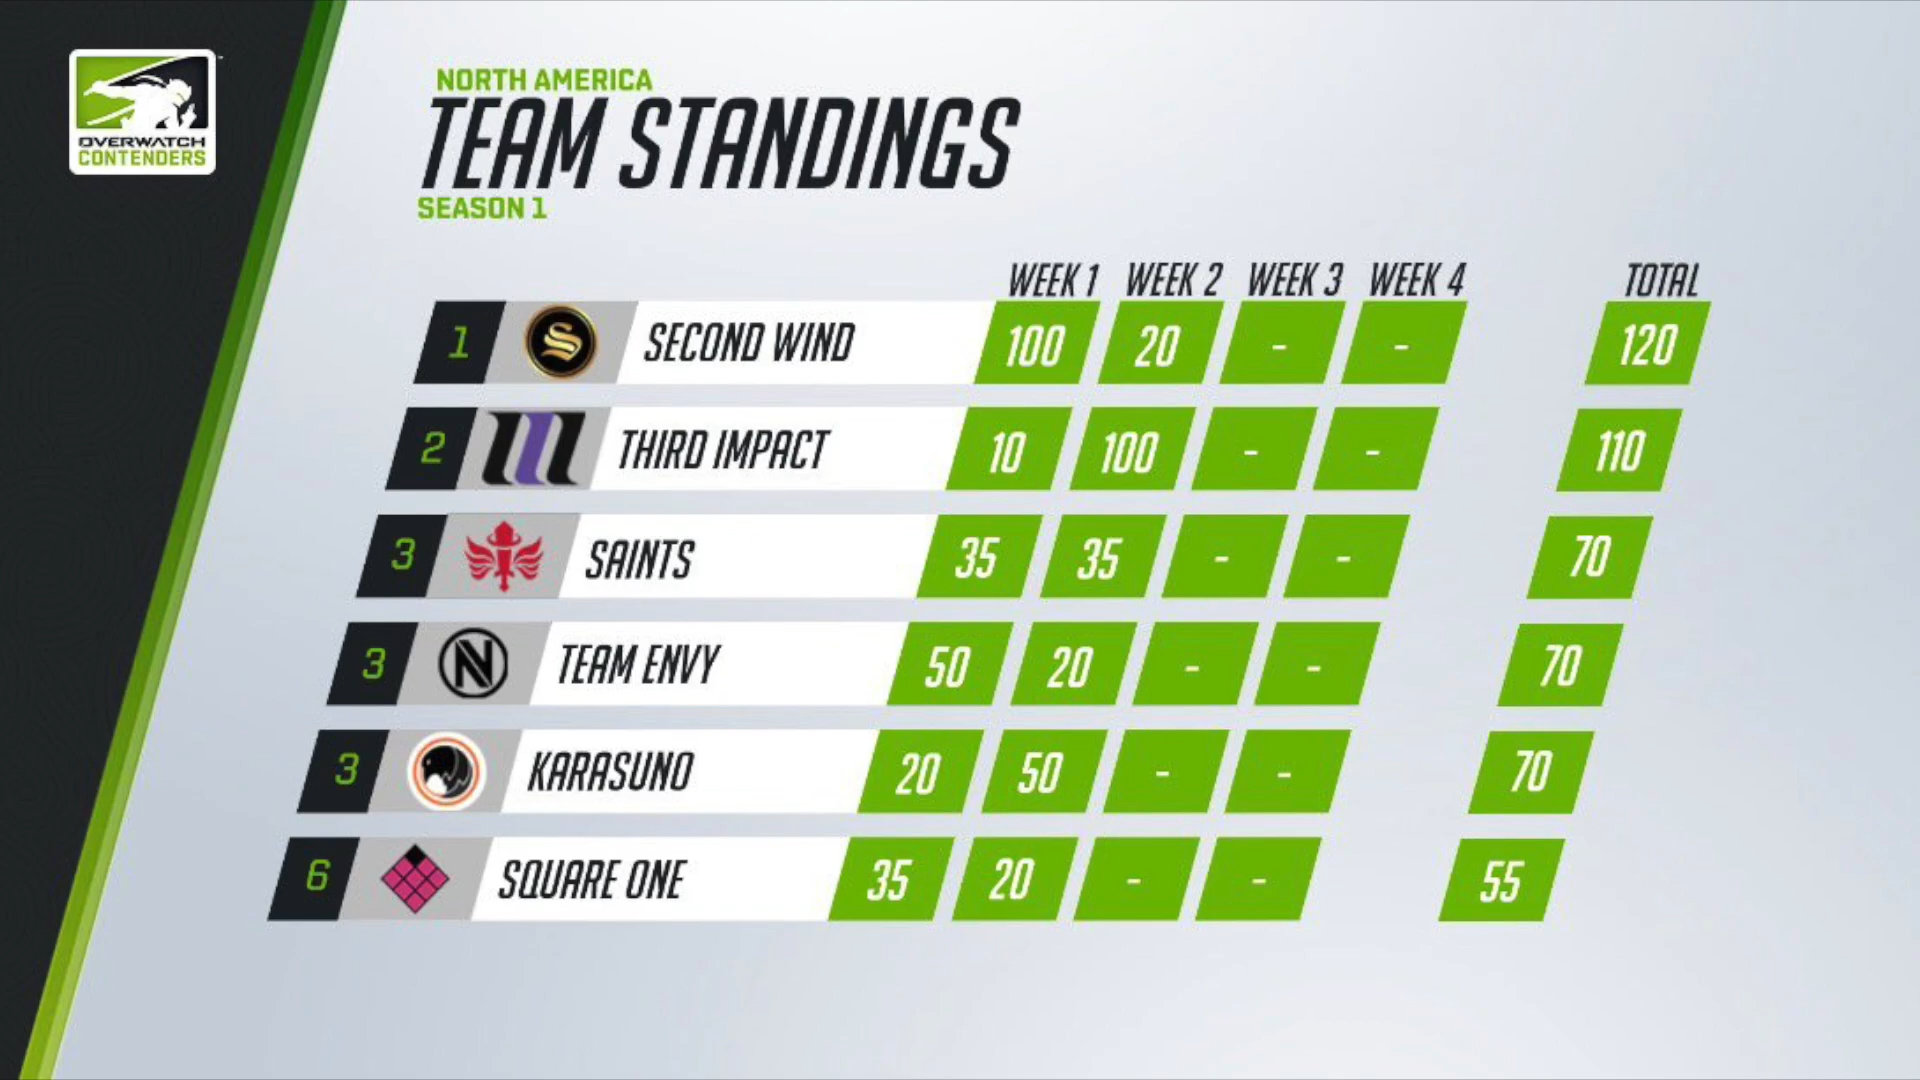 OVERWATCH
CONTENDERS
NORTH AMERICA
TEAM STANDINGS
SEASON 1
WEEK 1 WEEK 2 WEEK 3 WEEK 4 TOTAL
1 S SECOND WIND 100 20 - - 120
2 THIRD IMPACT 10 100 - - 110
3 SAINTS 35 35 - - 70
3 N TEAM ENVY 50 20 - - 70
3 KARASUNO 20 50 - - 70
6 SQUARE ONE 35 20 - - 55